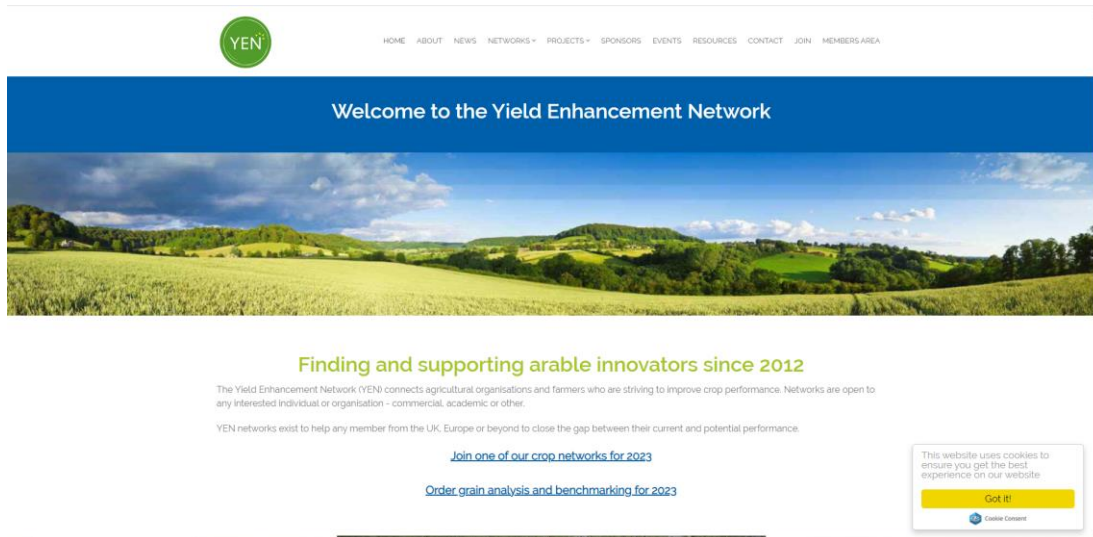 YEN
HOME ABOUT NEWS NETWORKS PROJECTS SPONSORS EVENTS RESOURCES CONTACT JOIN MEMBERS AREA
Welcome to the Yield Enhancement Network
Finding and supporting arable innovators since 2012
The Yield Enhancement Network (YEN) connects agricultural organisations and farmers who are striving to improve crop performance. Networks are open to
any interested individual or organisation - commercial, academic or other.
YEN networks exist to help any member from the UK, Europe or beyond to close the gap between their current and potential performance.
Join one of our crop networks for 2023
Order grain analysis and benchmarking for 2023
This website uses cookies to
ensure you get the best
experience on our website
Got it!
Cookie Consent